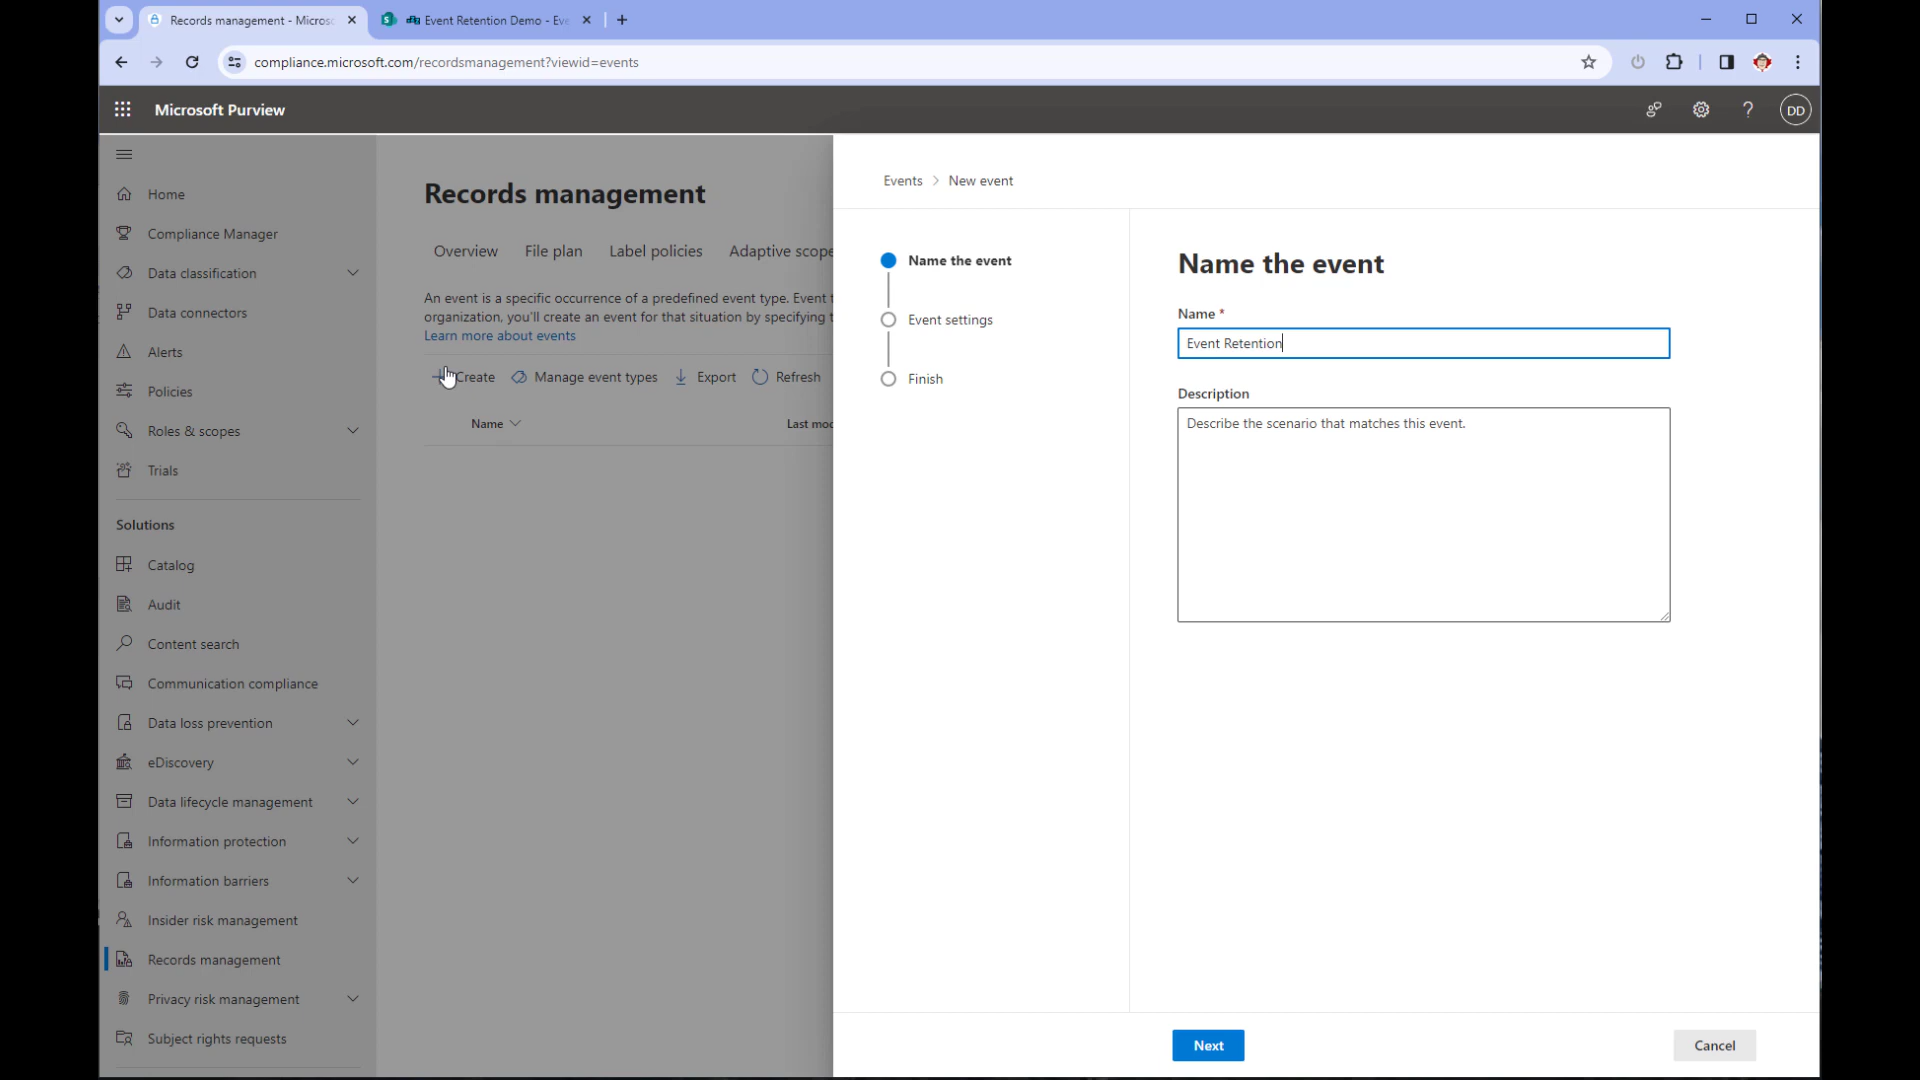 Records management - Micros
Event Retention Demo - Eve
compliance.microsoft.com/recordsmanagement?viewid=events
Microsoft Purview
DD
Home
Compliance Manager
Data classification
Data connectors
Alerts
Policies
Roles & scopes
Trials
Solutions
Catalog
Audit
Content search
Communication compliance
Data loss prevention
eDiscovery
Data lifecycle management
Information protection
Information barriers
Insider risk management
Records management
Privacy risk management
Subject rights requests
Records management
Overview File plan Label policies Adaptive scope
An event is a specific occurrence of a predefined event type. Event t
organization, you'll create an event for that situation by specifying t
Learn more about events
Create Manage event types Export Refresh
Name Last mod
Events > New event
Name the event
Event settings
Finish
Name the event
Name *
Event Retention
Description
Describe the scenario that matches this event.
Next
Cancel